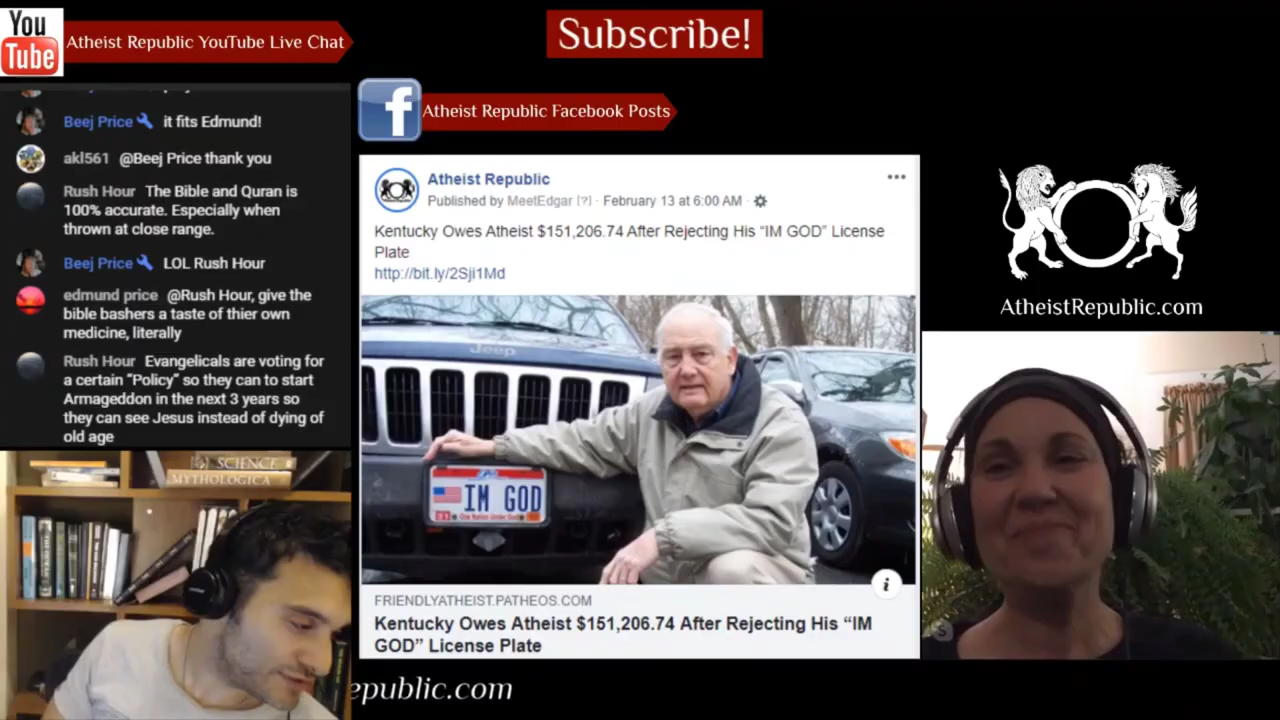 You
Tube
Atheist Republic YouTube Live Chat
Subscribe!
Beej Price it fits Edmund!
akl561 @Beej Price thank you
Rush Hour The Bible and Quran is
100% accurate. Especially when
thrown at close range.
Beej Price LOL Rush Hour
edmund price @Rush Hour, give the
bible bashers a taste of thier own
medicine, literally
Rush Hour Evangelicals are voting for
a certain "Policy" so they can to start
Armageddon in the next 3 years so
they can see Jesus instead of dying of
old age
f
Atheist Republic Facebook Posts
Atheist Republic
Published by MeetEdgar [?] · February 13 at 6:00 AM ·
Kentucky Owes Atheist $151,206.74 After Rejecting His “IM GOD” License
Plate
http://bit.ly/2Sji1Md
Jeep
IM GOD
One Nation Under God
i
FRIENDLYATHEIST.PATHEOS.COM
Kentucky Owes Atheist $151,206.74 After Rejecting His “IM
GOD” License Plate
AtheistRepublic.com
SCIENCE
MYTHOLOGICA
S
epublic.com